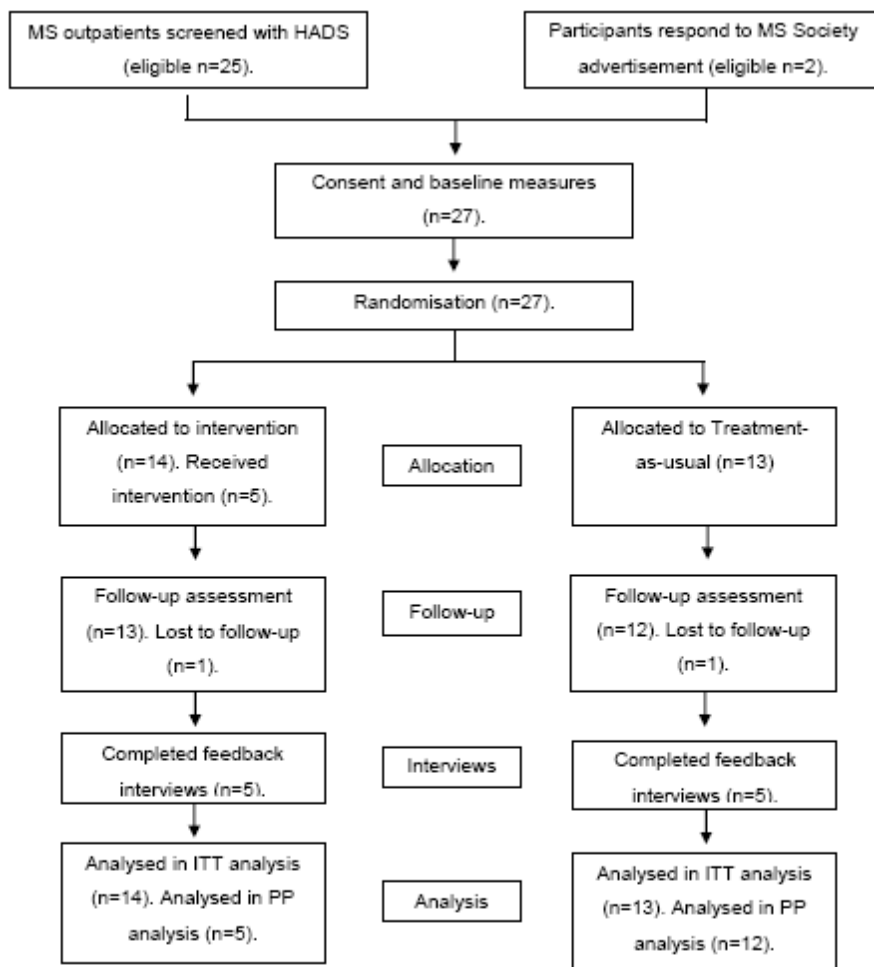 MS outpatients screened with HADS
(eligible n=25).
Participants respond to MS Society
advertisement (eligible n=2).
Consent and baseline measures
(n=27).
Randomisation (n=27).
Allocated to intervention
(n=14). Received
intervention (n=5).
Allocation
Allocated to Treatment-
as-usual (n=13)
Follow-up assessment
(n=13). Lost to follow-up
(n=1).
Follow-up
Follow-up assessment
(n=12). Lost to follow-up
(n=1).
Completed feedback
interviews (n=5).
Interviews
Completed feedback
interviews (n=5).
Analysed in ITT analysis
(n=14). Analysed in PP
analysis (n=5).
Analysis
Analysed in ITT analysis
(n=13). Analysed in PP
analysis (n=12).